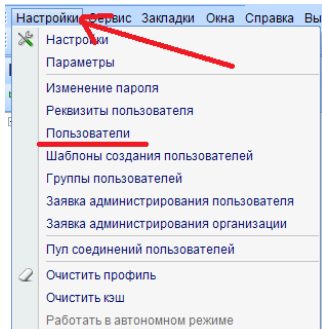 Настройки Сервис Закладки Окна Справка Вы
Настройки
Параметры
Изменение пароля
Реквизиты пользователя
Пользователи
Шаблоны создания пользователей
Группы пользователей
Заявка администрирования пользователя
Заявка администрирования организации
Пул соединений пользователей
Очистить профиль
Очистить кэш
Работать в автономном режиме